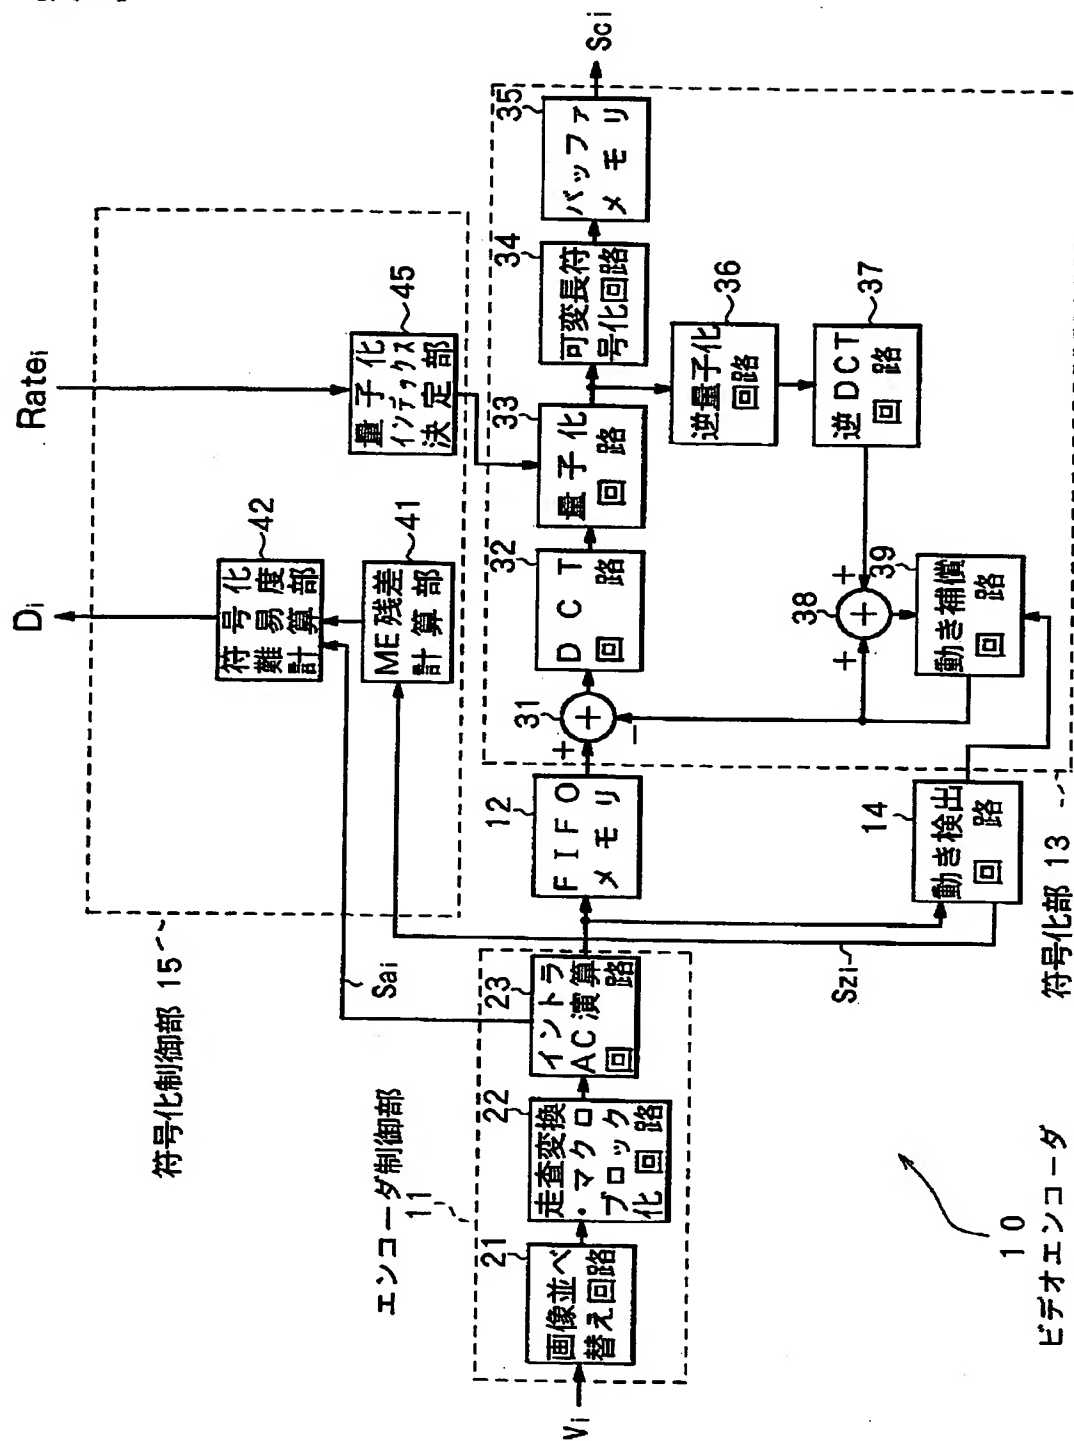 Di
Ratei
符号化
難易度
計算部
42
ME残差
計算部
41
量子化
インデックス
決定部
45
符号化制御部 15
Sai
エンコーダ制御部
11
Vi
画像並べ
替え回路
21
走査変換
・マクロ
ブロック
化回路
22
イントラ
AC演算
回路
23
FIFO
メモリ
12
31
+
+
−
DCT
回路
32
量子化
回路
33
可変長符
号化回路
34
バッファ
メモリ
35
Sci
逆量子化
回路
36
逆DCT
回路
37
38
+
+
+
動き補償
回路
39
Szi
動き検出
回路
14
符号化部 13
10
ビデオエンコーダ